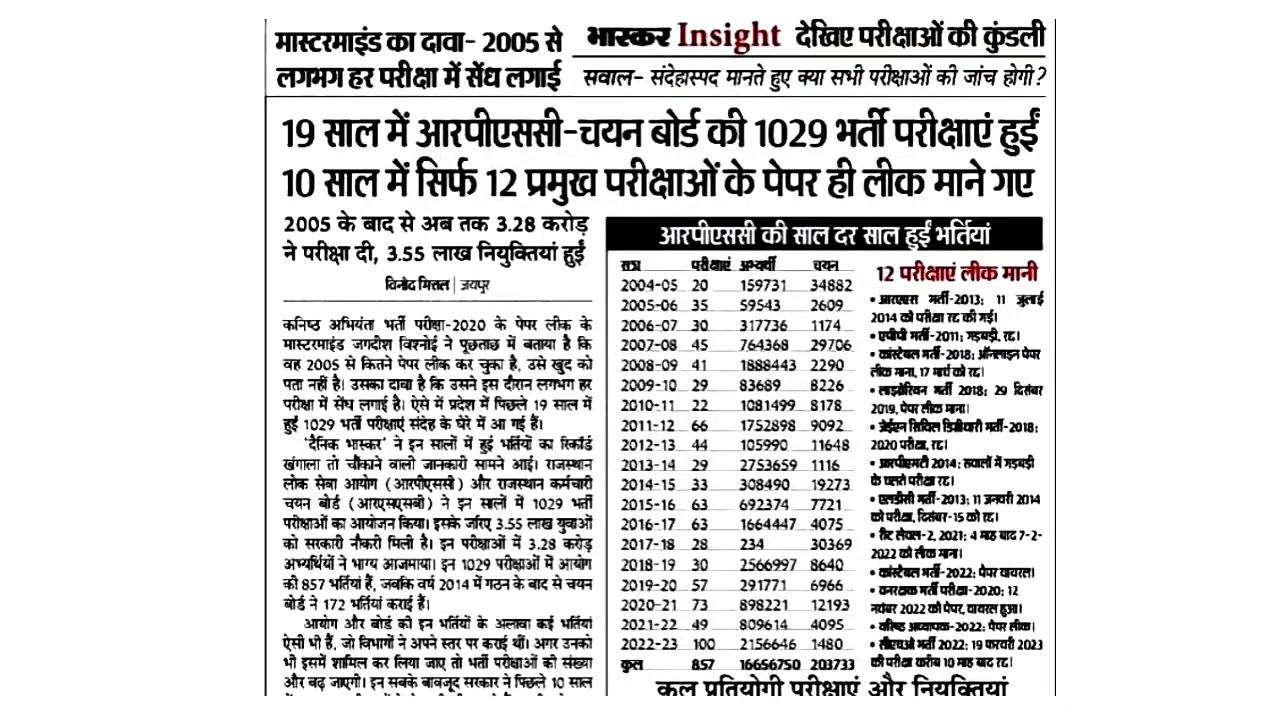 मास्टरमाइंड का दावा- 2005 से
लगभग हर परीक्षा में सेंध लगाई
भास्कर Insight देखिए परीक्षाओं की कुंडली
सवाल- संदेहास्पद मानते हुए क्या सभी परीक्षाओं की जांच होगी?
19 साल में आरपीएससी-चयन बोर्ड की 1029 भर्ती परीक्षाएं हुईं
10 साल में सिर्फ 12 प्रमुख परीक्षाओं के पेपर ही लीक माने गए
2005 के बाद से अब तक 3.28 करोड़
ने परीक्षा दी, 3.55 लाख नियुक्तियां हुईं
विनोद मित्तल | जयपुर
कनिष्ठ अभियंता भर्ती परीक्षा-2020 के पेपर लीक के
मास्टरमाइंड जगदीश विश्नोई ने पूछताछ में बताया है कि
वह 2005 से कितने पेपर लीक कर चुका है, उसे खुद को
पता नहीं है। उसका दावा है कि उसने इस दौरान लगभग हर
परीक्षा में सेंध लगाई है। ऐसे में प्रदेश में पिछले 19 साल में
हुई 1029 भर्ती परीक्षाएं संदेह के घेरे में आ गई हैं।
'दैनिक भास्कर' ने इन सालों में हुई भर्तियों का रिकॉर्ड
खंगाला तो चौंकाने वाली जानकारी सामने आई। राजस्थान
लोक सेवा आयोग (आरपीएससी) और राजस्थान कर्मचारी
चयन बोर्ड (आरएसएसबी) ने इन सालों में 1029 भर्ती
परीक्षाओं का आयोजन किया। इसके जरिए 3.55 लाख युवाओं
को सरकारी नौकरी मिली है। इन परीक्षाओं में 3.28 करोड़
अभ्यर्थियों ने भाग्य आजमाया। इन 1029 परीक्षाओं में आयोग
की 857 भर्तियां हैं, जबकि वर्ष 2014 में गठन के बाद से चयन
बोर्ड ने 172 भर्तियां कराई हैं।
आयोग और बोर्ड की इन भर्तियों के अलावा कई भर्तियां
ऐसी भी हैं, जो विभागों ने अपने स्तर पर कराई थीं। अगर उनको
भी इसमें शामिल कर लिया जाए तो भर्ती परीक्षाओं की संख्या
और बढ़ जाएगी। इन सबके बावजूद सरकार ने पिछले 10 साल
आरपीएससी की साल दर साल हुईं भर्तियां
सत्र परीक्षाएं अभ्यर्थी चयन
2004-05 20 159731 34882
2005-06 35 59543 2609
2006-07 30 317736 1174
2007-08 45 764368 29706
2008-09 41 1888443 2290
2009-10 29 83689 8226
2010-11 22 1081499 8178
2011-12 66 1752898 9092
2012-13 44 105990 11648
2013-14 29 2753659 1116
2014-15 33 308490 19273
2015-16 63 692374 7721
2016-17 63 1664447 4075
2017-18 28 234 30369
2018-19 30 2566997 8640
2019-20 57 291771 6966
2020-21 73 898221 12193
2021-22 49 809614 4095
2022-23 100 2156646 1480
कुल 857 16656750 203733
12 परीक्षाएं लीक मानी
• आरएएस भर्ती-2013: 11 जुलाई
2014 को परीक्षा रद्द की गई।
• एपीपी भर्ती-2011: गड़बड़ी, रद्द।
• कांस्टेबल भर्ती-2018: ऑनलाइन पेपर
लीक माना, 17 मार्च को रद्द।
• लाइब्रेरियन भर्ती 2018: 29 दिसंबर
2019, पेपर लीक माना।
• जेईएन सिविल डिग्रीधारी भर्ती-2018:
2020 परीक्षा, रद्द।
• आरपीएमटी 2014: सवालों में गड़बड़ी
के चलते परीक्षा रद्द।
• एलडीसी भर्ती-2013: 11 जनवरी 2014
को परीक्षा, दिसंबर-15 को रद्द।
• रीट लेवल-2, 2021: 4 माह बाद 7-2-
2022 को लीक माना।
• कांस्टेबल भर्ती-2022: पेपर वायरल।
• वनरक्षक भर्ती परीक्षा-2020: 12
नवंबर 2022 को पेपर, वायरल हुआ।
• वरिष्ठ अध्यापक-2022: पेपर लीक।
• सीएचओ भर्ती 2022: 19 फरवरी 2023
की परीक्षा करीब 10 माह बाद रद्द।
कुल प्रतियोगी परीक्षाएं और नियुक्तियां